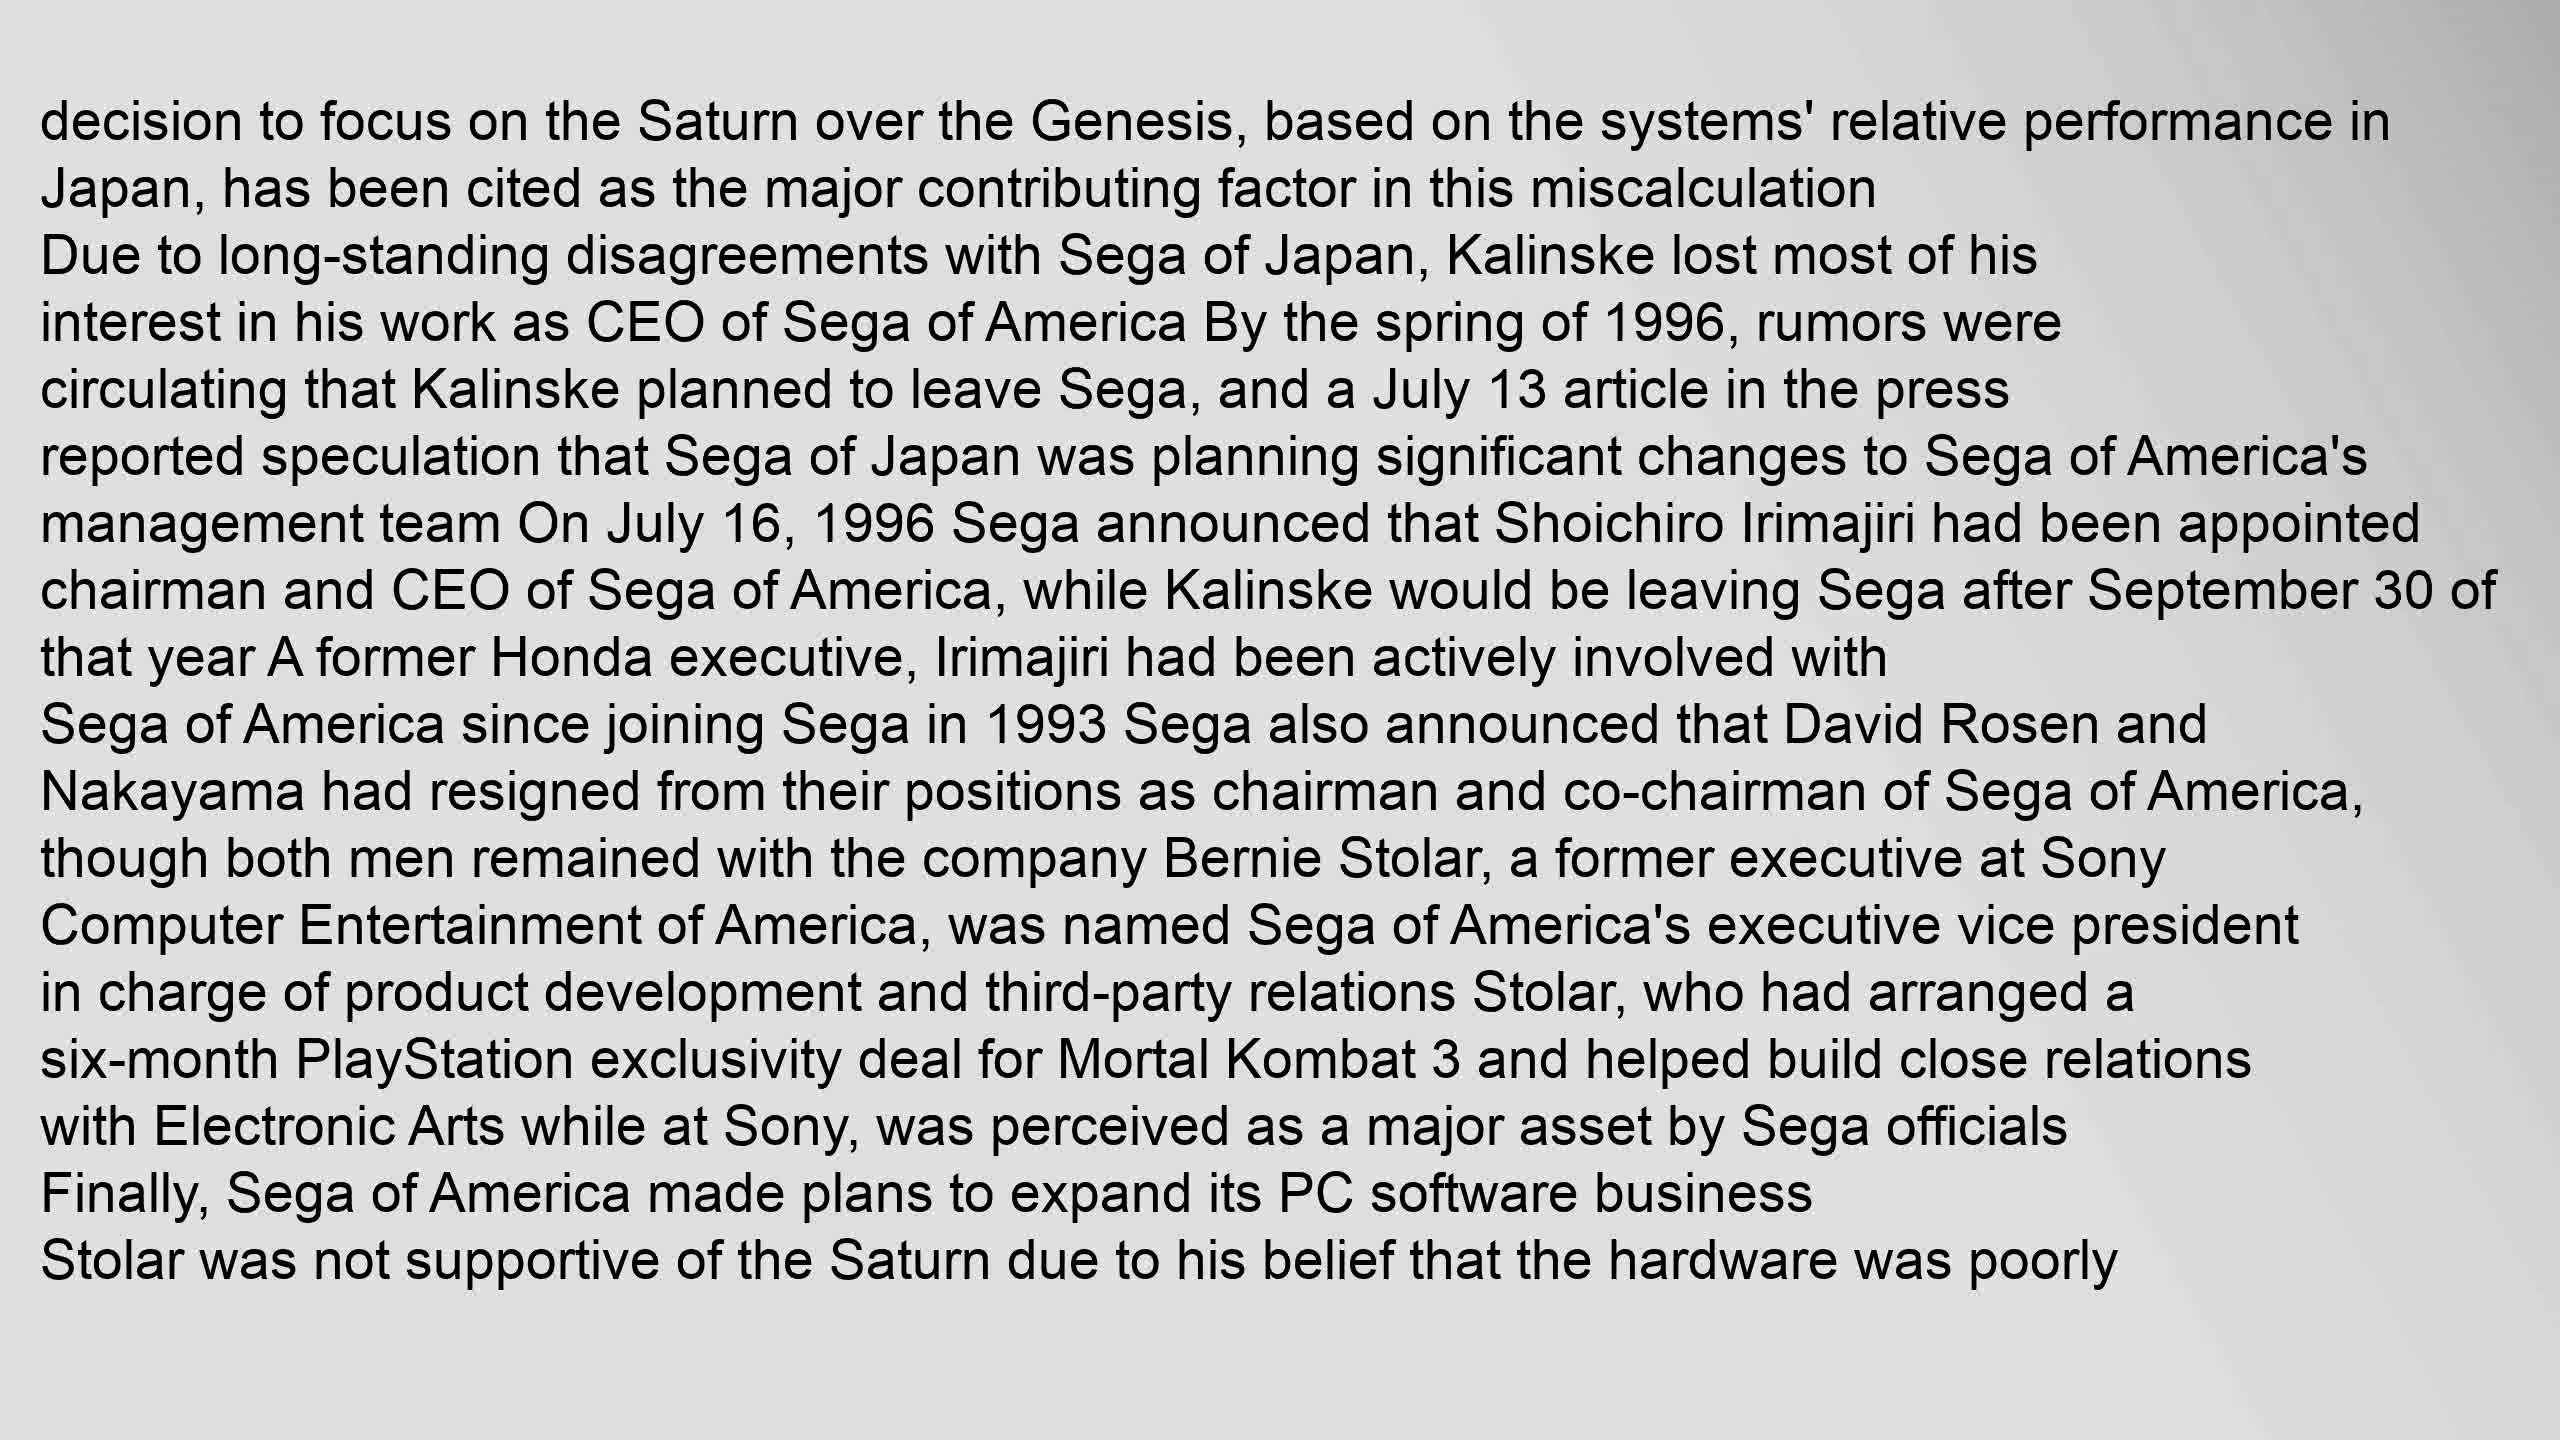 decision to focus on the Saturn over the Genesis, based on the systems' relative performance in
Japan, has been cited as the major contributing factor in this miscalculation
Due to long-standing disagreements with Sega of Japan, Kalinske lost most of his
interest in his work as CEO of Sega of America By the spring of 1996, rumors were
circulating that Kalinske planned to leave Sega, and a July 13 article in the press
reported speculation that Sega of Japan was planning significant changes to Sega of America's
management team On July 16, 1996 Sega announced that Shoichiro Irimajiri had been appointed
chairman and CEO of Sega of America, while Kalinske would be leaving Sega after September 30 of
that year A former Honda executive, Irimajiri had been actively involved with
Sega of America since joining Sega in 1993 Sega also announced that David Rosen and
Nakayama had resigned from their positions as chairman and co-chairman of Sega of America,
though both men remained with the company Bernie Stolar, a former executive at Sony
Computer Entertainment of America, was named Sega of America's executive vice president
in charge of product development and third-party relations Stolar, who had arranged a
six-month PlayStation exclusivity deal for Mortal Kombat 3 and helped build close relations
with Electronic Arts while at Sony, was perceived as a major asset by Sega officials
Finally, Sega of America made plans to expand its PC software business
Stolar was not supportive of the Saturn due to his belief that the hardware was poorly